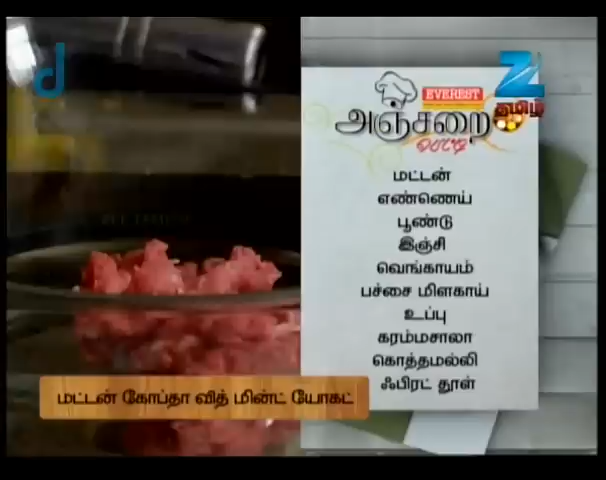 d
EVEREST
அஞ்சறை
பெட்டி
Z
தமிழ்
மட்டன்
எண்ணெய்
பூண்டு
இஞ்சி
வெங்காயம்
பச்சை மிளகாய்
உப்பு
கரம்மசாலா
கொத்தமல்லி
ஃபிரட் தூள்
மட்டன் கோப்தா வித் மின்ட் யோகட்